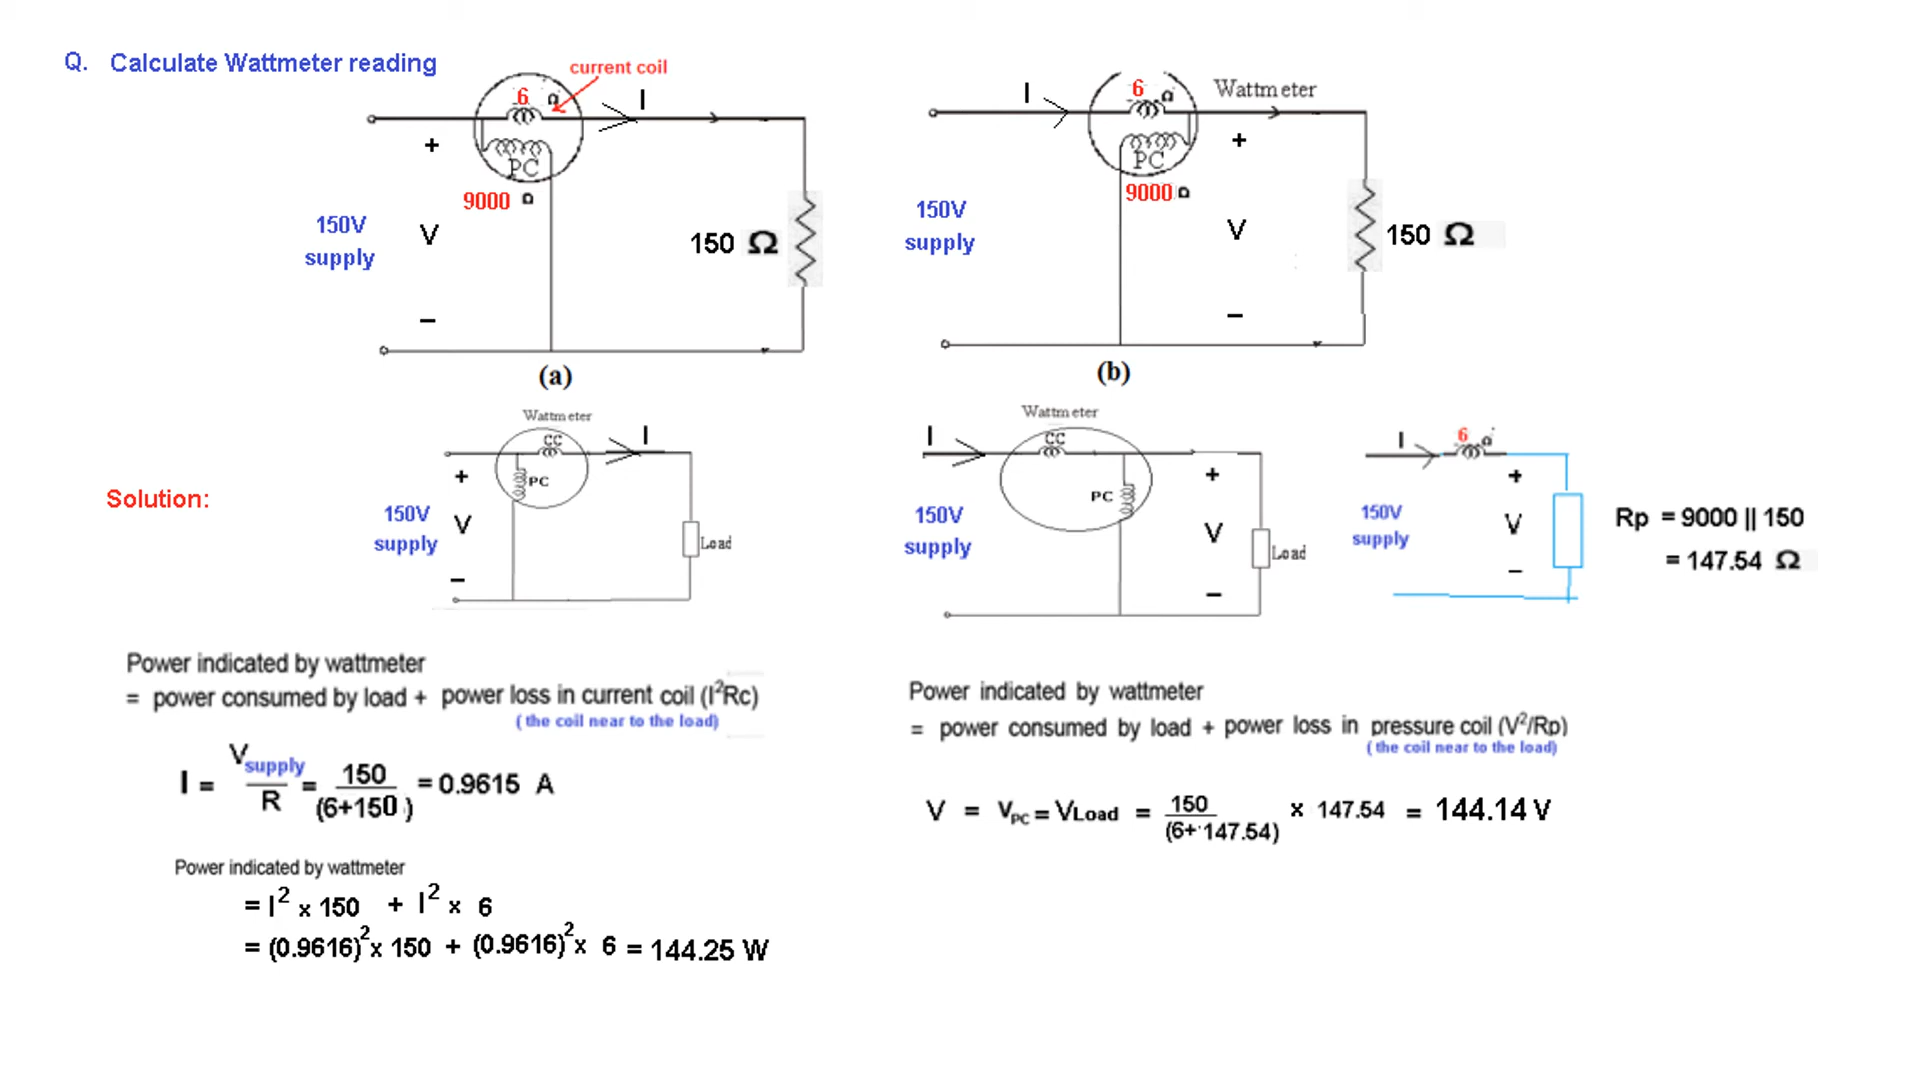 Q. Calculate Wattmeter reading
current coil
6 Ω
I
PC
9000 Ω
+
150V
supply
V
−
150 Ω
(a)
I
6 Ω
Wattmeter
PC
9000 Ω
+
150V
supply
V
−
150 Ω
(b)
Solution:
Wattmeter
CC
I
PC
+
150V
supply
V
−
Load
Wattmeter
I
CC
PC
+
150V
supply
V
−
Load
I
6 Ω
+
150V
supply
V
−
Rp = 9000 || 150
= 147.54 Ω
Power indicated by wattmeter
= power consumed by load + power loss in current coil (I²Rc)
( the coil near to the load)
I = Vsupply / R = 150 / (6+150 ) = 0.9615 A
Power indicated by wattmeter
= I² x 150 + I² x 6
= (0.9616)² x 150 + (0.9616)² x 6 = 144.25 W
Power indicated by wattmeter
= power consumed by load + power loss in pressure coil (V²/Rp)
( the coil near to the load)
V = VPC = VLoad = 150 / (6+ 147.54) x 147.54 = 144.14 V